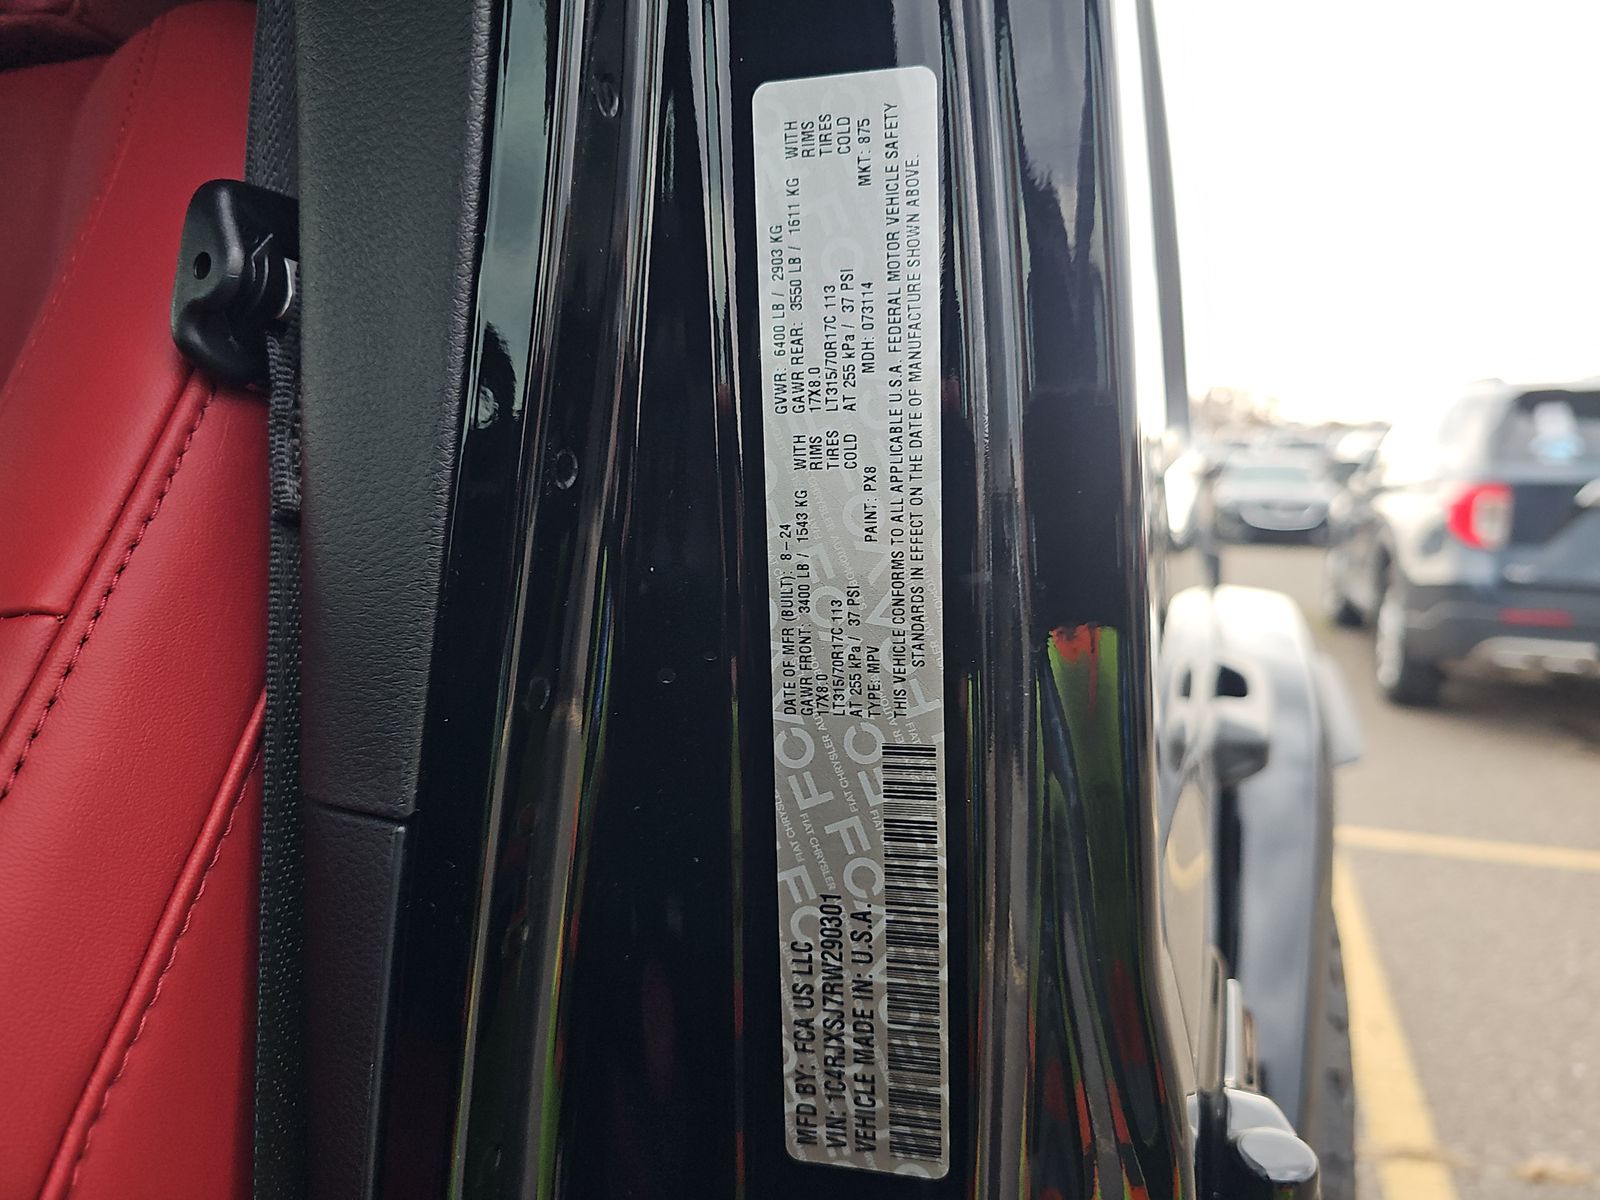 MFD BY: FCA US LLC
VIN: 1C4RJXSJ7RW290301
VEHICLE MADE IN: U.S.A.
DATE OF MFR (BUILT): 8-24 GVWR: 6400 LB / 2903 KG
GAWR FRONT: 3400 LB / 1543 KG WITH GAWR REAR: 3550 LB / 1611 KG WITH
17X8.0 RIMS 17X8.0 RIMS
LT315/70R17C 113 TIRES LT315/70R17C 113 TIRES
AT 255 kPa / 37 PSI COLD AT 255 kPa / 37 PSI COLD
TYPE: MPV PAINT: PX8 MDH: 073114 MKT: 875
THIS VEHICLE CONFORMS TO ALL APPLICABLE U.S.A. FEDERAL MOTOR VEHICLE SAFETY
STANDARDS IN EFFECT ON THE DATE OF MANUFACTURE SHOWN ABOVE.